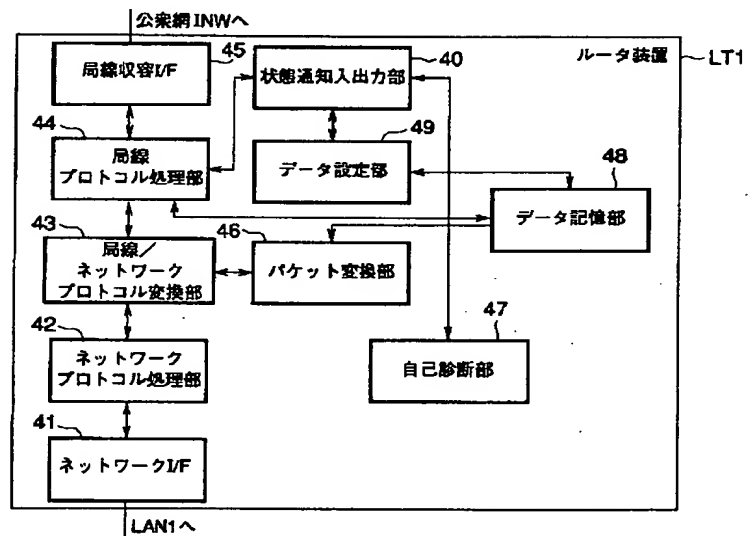 公衆網INWへ
45
局線収容I/F
40
状態通知入出力部
ルータ装置
LT1
44
局線
プロトコル処理部
49
データ設定部
48
データ記憶部
43
局線／
ネットワーク
プロトコル変換部
46
パケット変換部
42
ネットワーク
プロトコル処理部
47
自己診断部
41
ネットワークI/F
LAN1へ